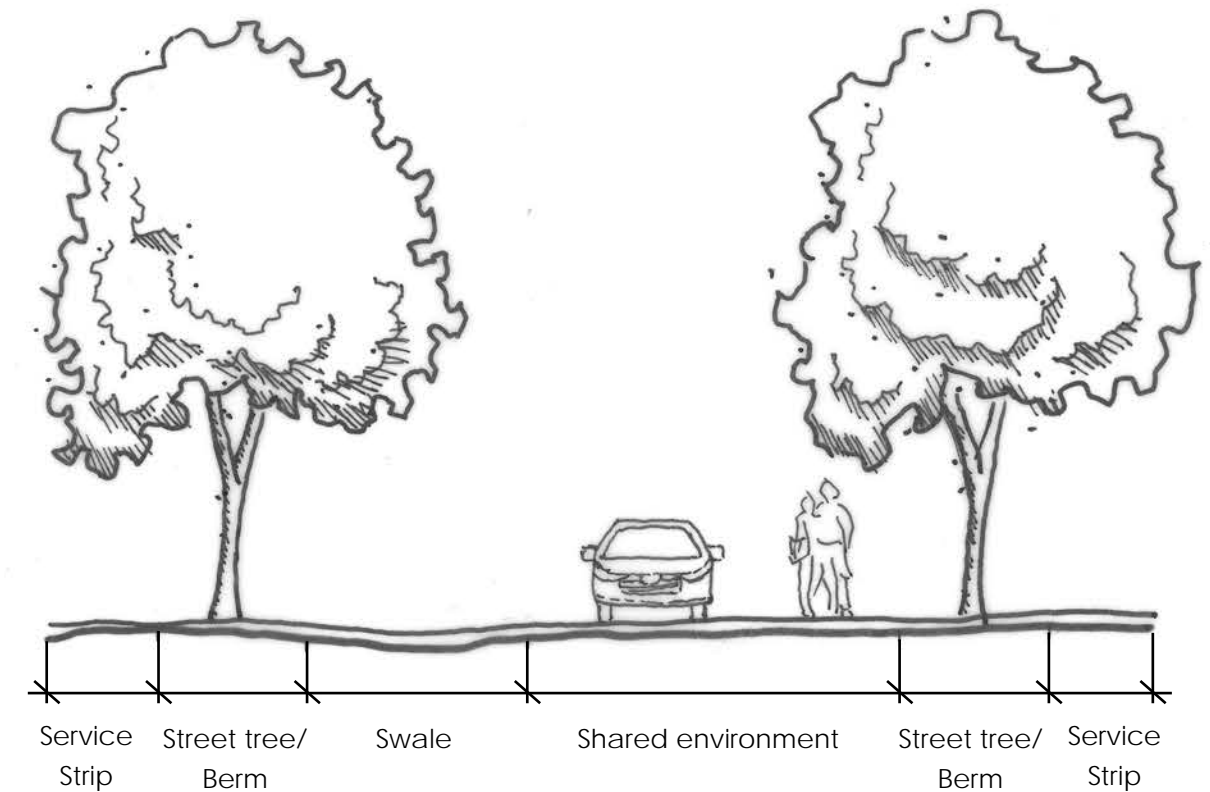 Service
Strip
Street tree/
Berm
Swale
Shared environment
Street tree/
Berm
Service
Strip